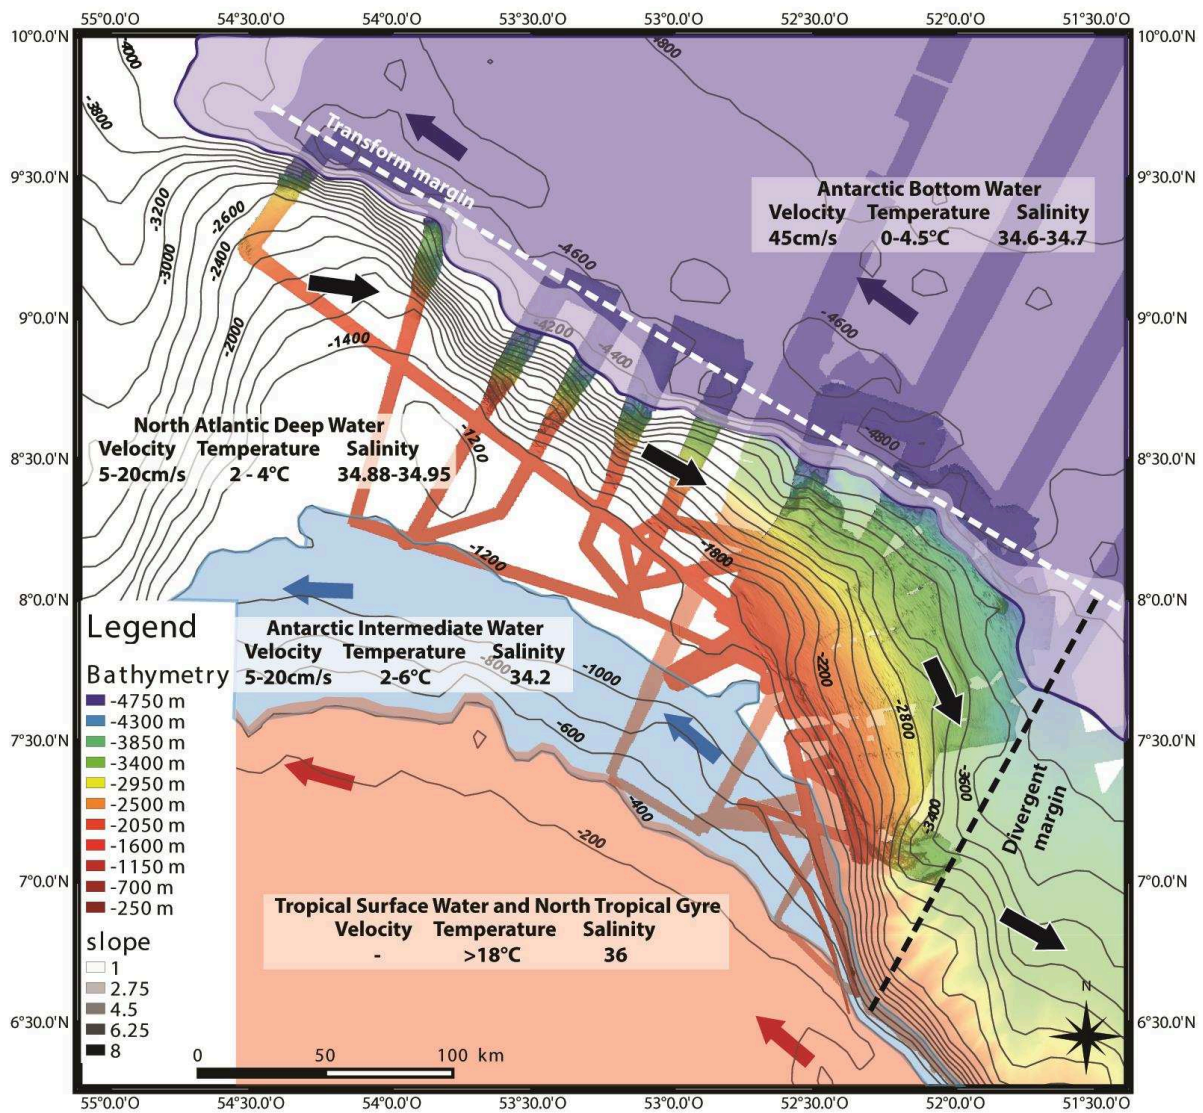 55°0.0'O 54°30.0'O 54°0.0'O 53°30.0'O 53°0.0'O 52°30.0'O 52°0.0'O 51°30.0'O
10°0.0'N 10°0.0'N
-4000
-4800
-3800
Transform margin
9°30.0'N 9°30.0'N
Antarctic Bottom Water
Velocity Temperature Salinity
45cm/s 0-4.5°C 34.6-34.7
-3200
-2600
-2400
-3000
-4600
9°0.0'N 9°0.0'N
-2000
-1400
-4200
-4400
-4600
North Atlantic Deep Water
Velocity Temperature Salinity
5-20cm/s 2 - 4°C 34.88-34.95
-1200
-4800
8°30.0'N 8°30.0'N
-1200
-1800
8°0.0'N 8°0.0'N
Antarctic Intermediate Water
Velocity Temperature Salinity
5-20cm/s 2-6°C 34.2
-800
-1000
-2200
-600
-2800
7°30.0'N 7°30.0'N
-3600
-400
-3400
-200
Divergent
margin
7°0.0'N 7°0.0'N
Tropical Surface Water and North Tropical Gyre
Velocity Temperature Salinity
- >18°C 36
6°30.0'N 6°30.0'N
N
Legend
Bathymetry
-4750 m
-4300 m
-3850 m
-3400 m
-2950 m
-2500 m
-2050 m
-1600 m
-1150 m
-700 m
-250 m
slope
1
2.75
4.5
6.25
8
0 50 100 km
55°0.0'O 54°30.0'O 54°0.0'O 53°30.0'O 53°0.0'O 52°30.0'O 52°0.0'O 51°30.0'O